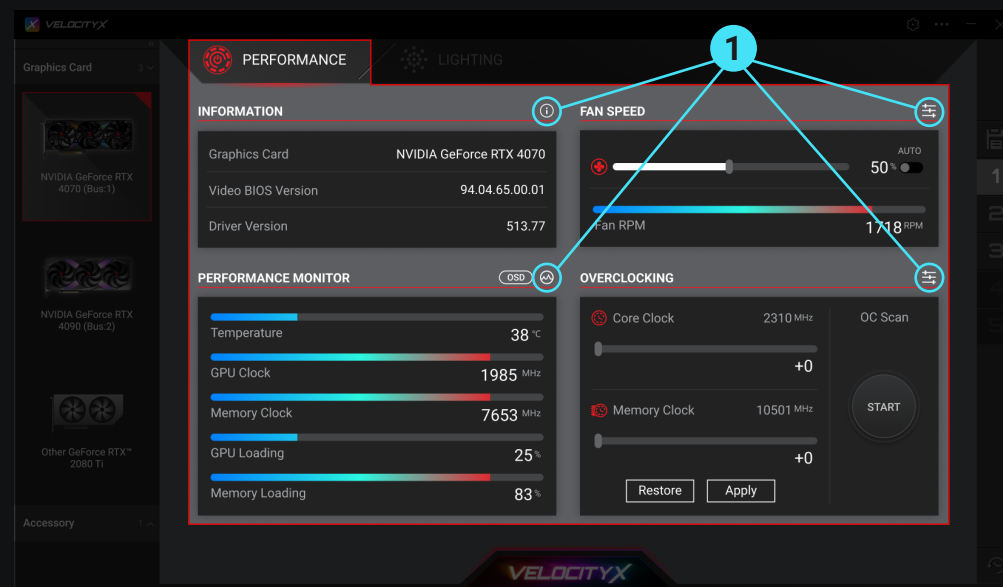 VELOCITYX
Graphics Card 3
NVIDIA GeForce RTX
4070 (Bus:1)
NVIDIA GeForce RTX
4090 (Bus:2)
Other GeForce RTX™
2080 Ti
Accessory 1
PERFORMANCE
LIGHTING
1
INFORMATION
Graphics Card NVIDIA GeForce RTX 4070
Video BIOS Version 94.04.65.00.01
Driver Version 513.77
FAN SPEED
AUTO
50 %
Fan RPM 1718 RPM
PERFORMANCE MONITOR OSD
Temperature 38 °C
GPU Clock 1985 MHz
Memory Clock 7653 MHz
GPU Loading 25 %
Memory Loading 83 %
OVERCLOCKING
Core Clock 2310 MHz
+0
Memory Clock 10501 MHz
+0
Restore Apply
OC Scan
START
1
2
3
VELOCITYX